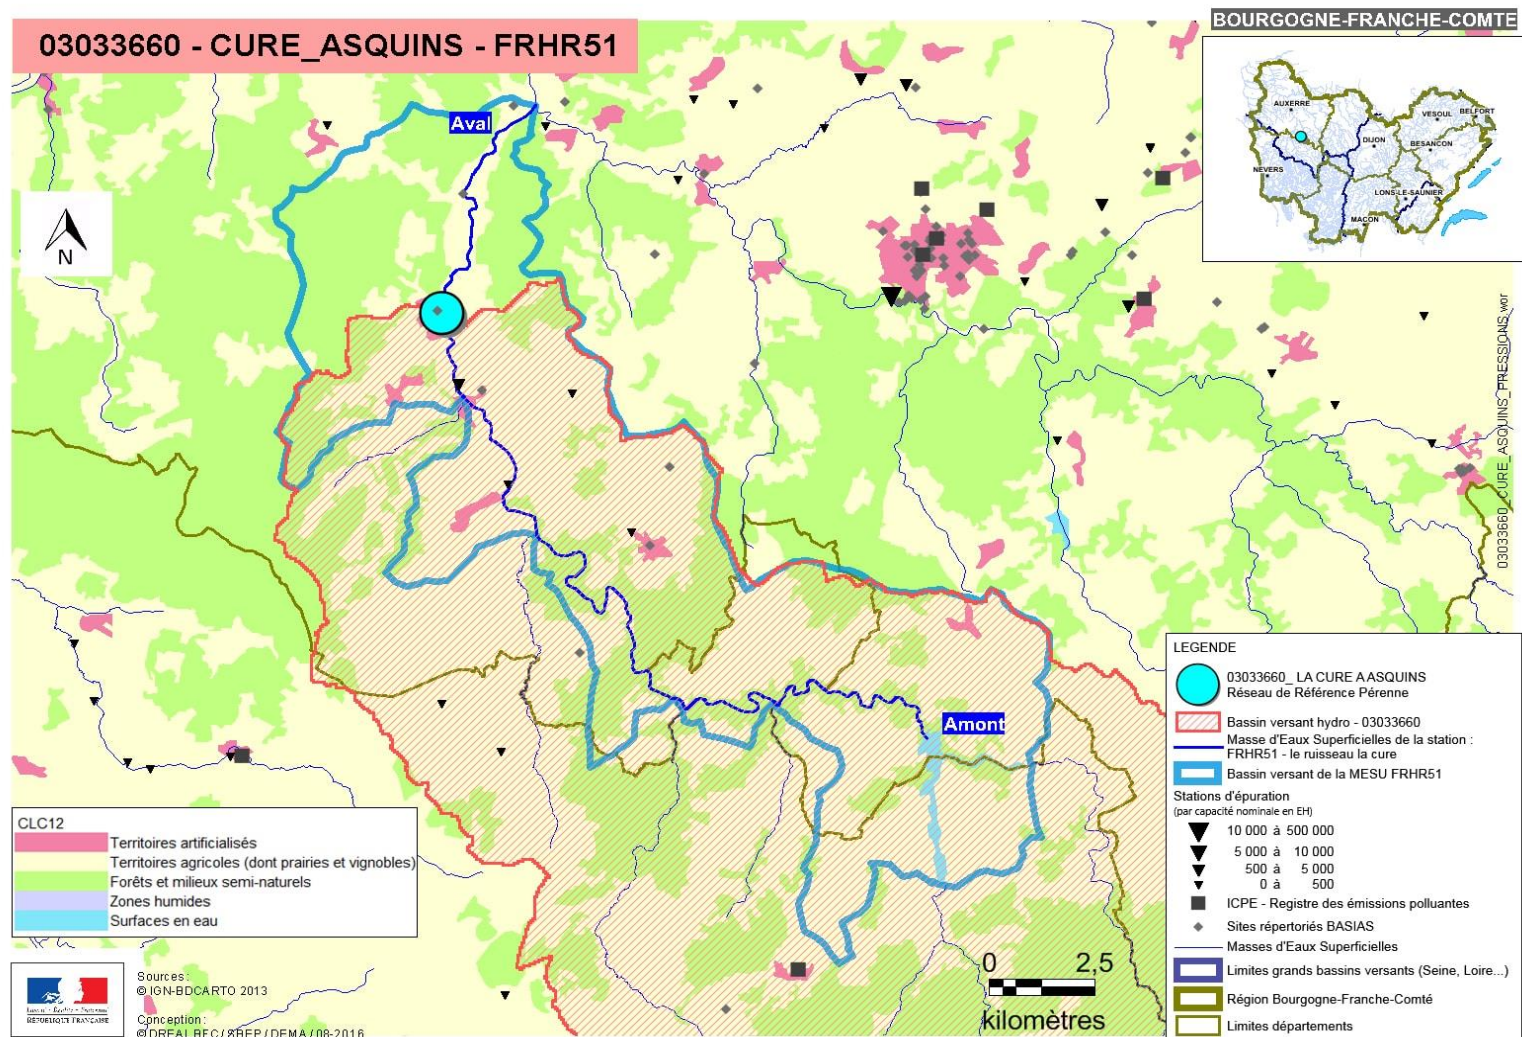 BOURGOGNE-FRANCHE-COMTE
03033660 - CURE_ASQUINS - FRHR51
Aval
N
AUXERRE
VESOUL
BELFORT
DIJON
BESANCON
NEVERS
LONS-LE-SAUNIER
MACON
03033660_CURE_ASQUINS_PRESSIONS.wor
Amont
LEGENDE
03033660_ LA CURE A ASQUINS
Réseau de Référence Pérenne
Bassin versant hydro - 03033660
Masse d'Eaux Superficielles de la station :
FRHR51 - le ruisseau la cure
Bassin versant de la MESU FRHR51
Stations d'épuration
(par capacité nominale en EH)
10 000 à 500 000
5 000 à 10 000
500 à 5 000
0 à 500
ICPE - Registre des émissions polluantes
Sites répertoriés BASIAS
Masses d'Eaux Superficielles
Limites grands bassins versants (Seine, Loire...)
Région Bourgogne-Franche-Comté
Limites départements
CLC12
Territoires artificialisés
Territoires agricoles (dont prairies et vignobles)
Forêts et milieux semi-naturels
Zones humides
Surfaces en eau
0 2,5
kilomètres
Liberté • Égalité • Fraternité
RÉPUBLIQUE FRANÇAISE
Sources :
© IGN-BDCARTO 2013
Conception :
© DREAL BFC / SBEP / DEMA / 08-2016